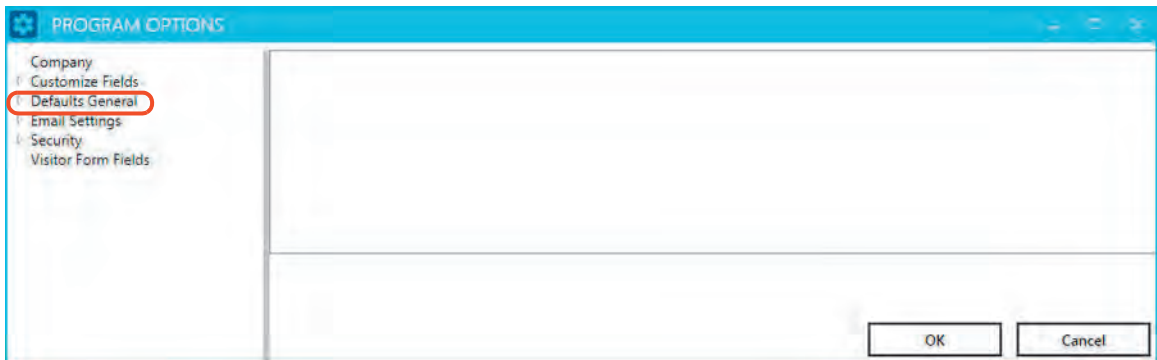 PROGRAM OPTIONS
Company
Customize Fields
Defaults General
Email Settings
Security
Visitor Form Fields
OK
Cancel